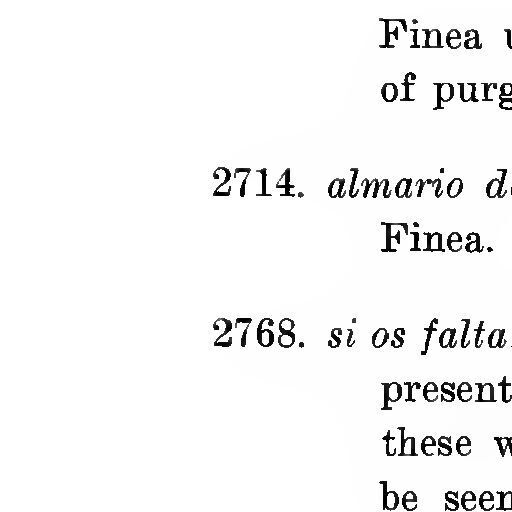 Finea
of purg
2714. almario d
Finea.
2768. si os falta
present
these w
be seen